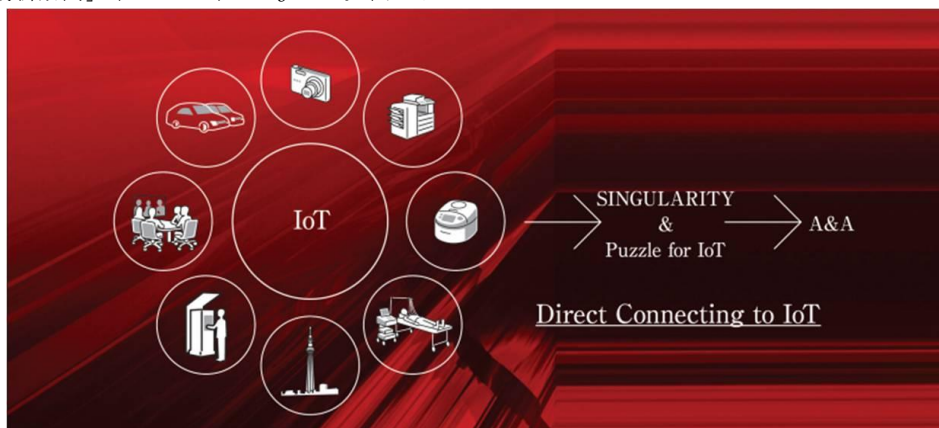 IoT
SINGULARITY
&
Puzzle for IoT
A&A
Direct Connecting to IoT